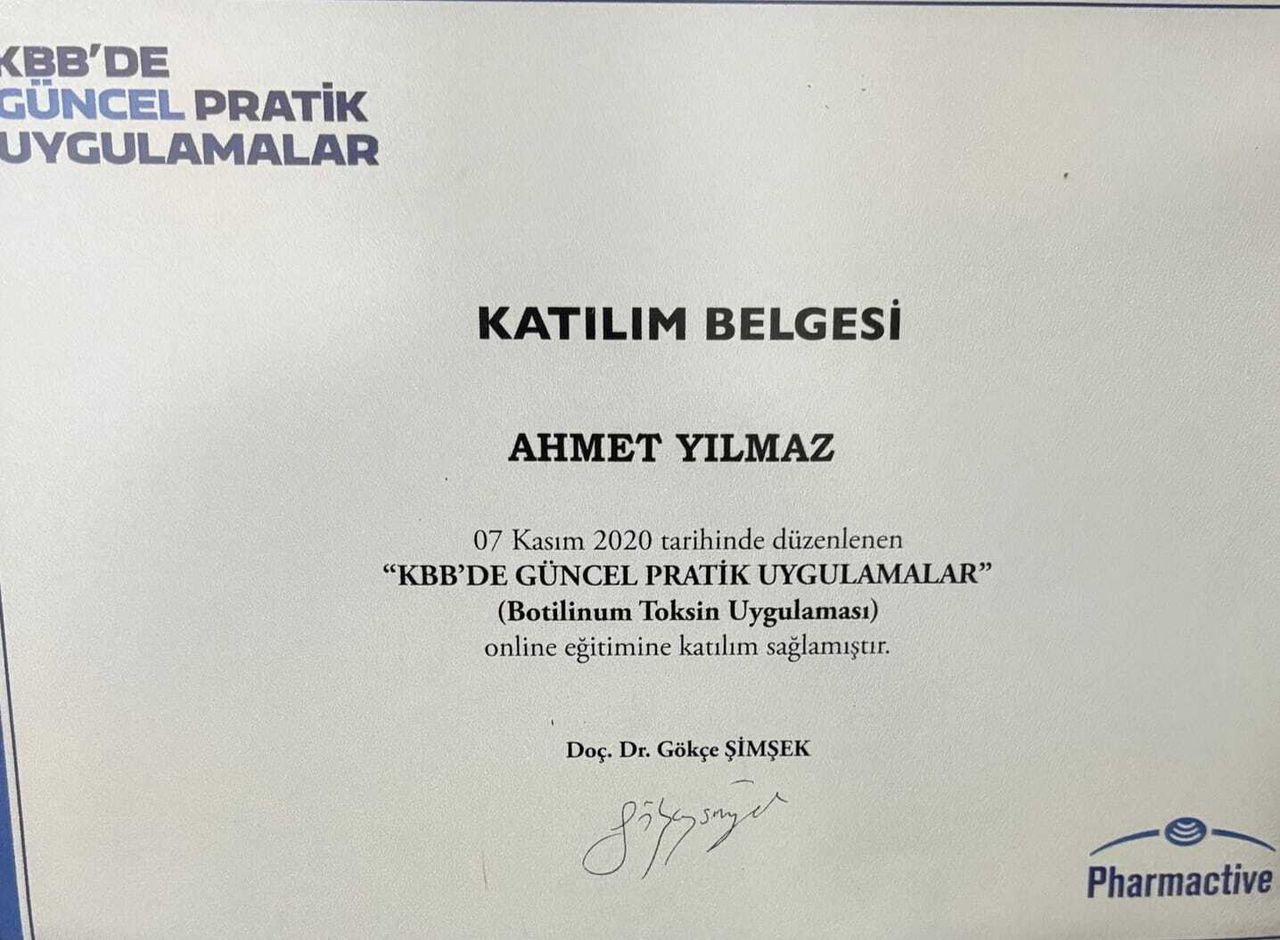 KBB'DE
GÜNCEL PRATİK
UYGULAMALAR
KATILIM BELGESİ
AHMET YILMAZ
07 Kasım 2020 tarihinde düzenlenen
“KBB’DE GÜNCEL PRATİK UYGULAMALAR”
(Botilinum Toksin Uygulaması)
online eğitimine katılım sağlamıştır.
Doç. Dr. Gökçe ŞİMŞEK
Pharmactive